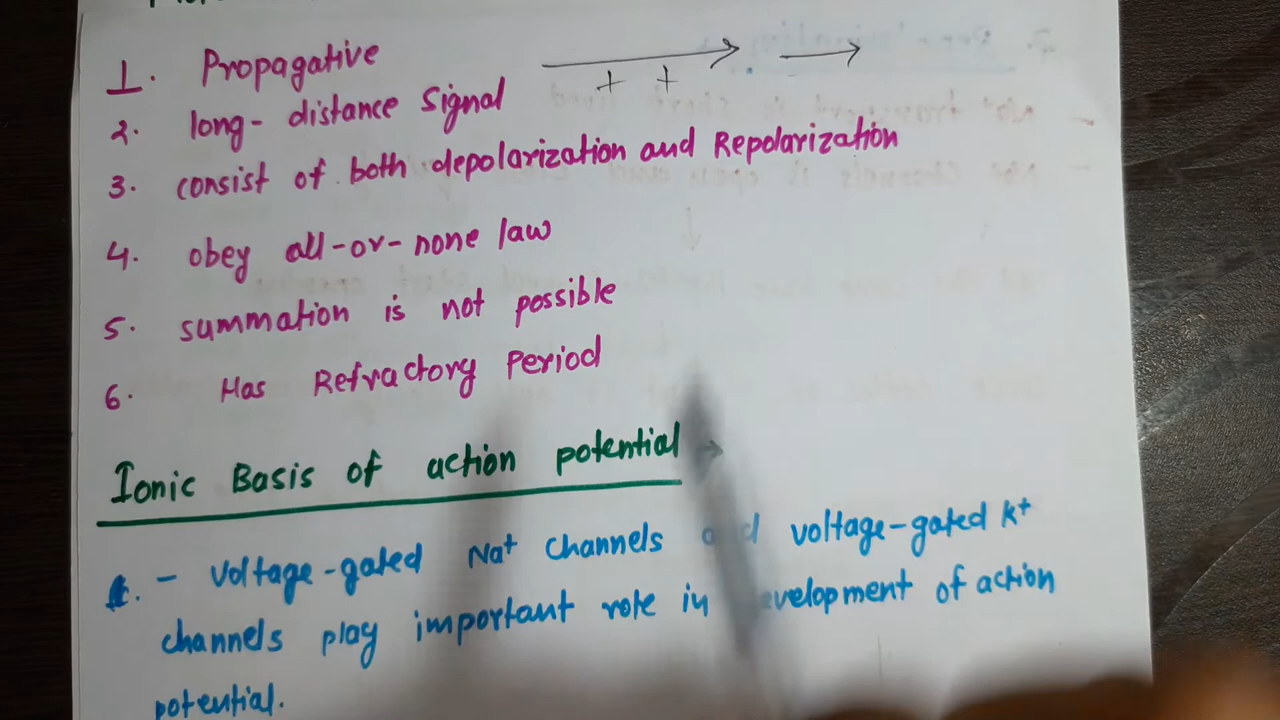 1. Propagative
+ +
2. long-distance Signal
3. consist of both depolarization and Repolarization
4. obey all-or-none law
5. summation is not possible
6. Has Refractory Period
Ionic Basis of action potential →
- Voltage-gated Na+ channels voltage-gated K+
channels play important role in of action
potential.